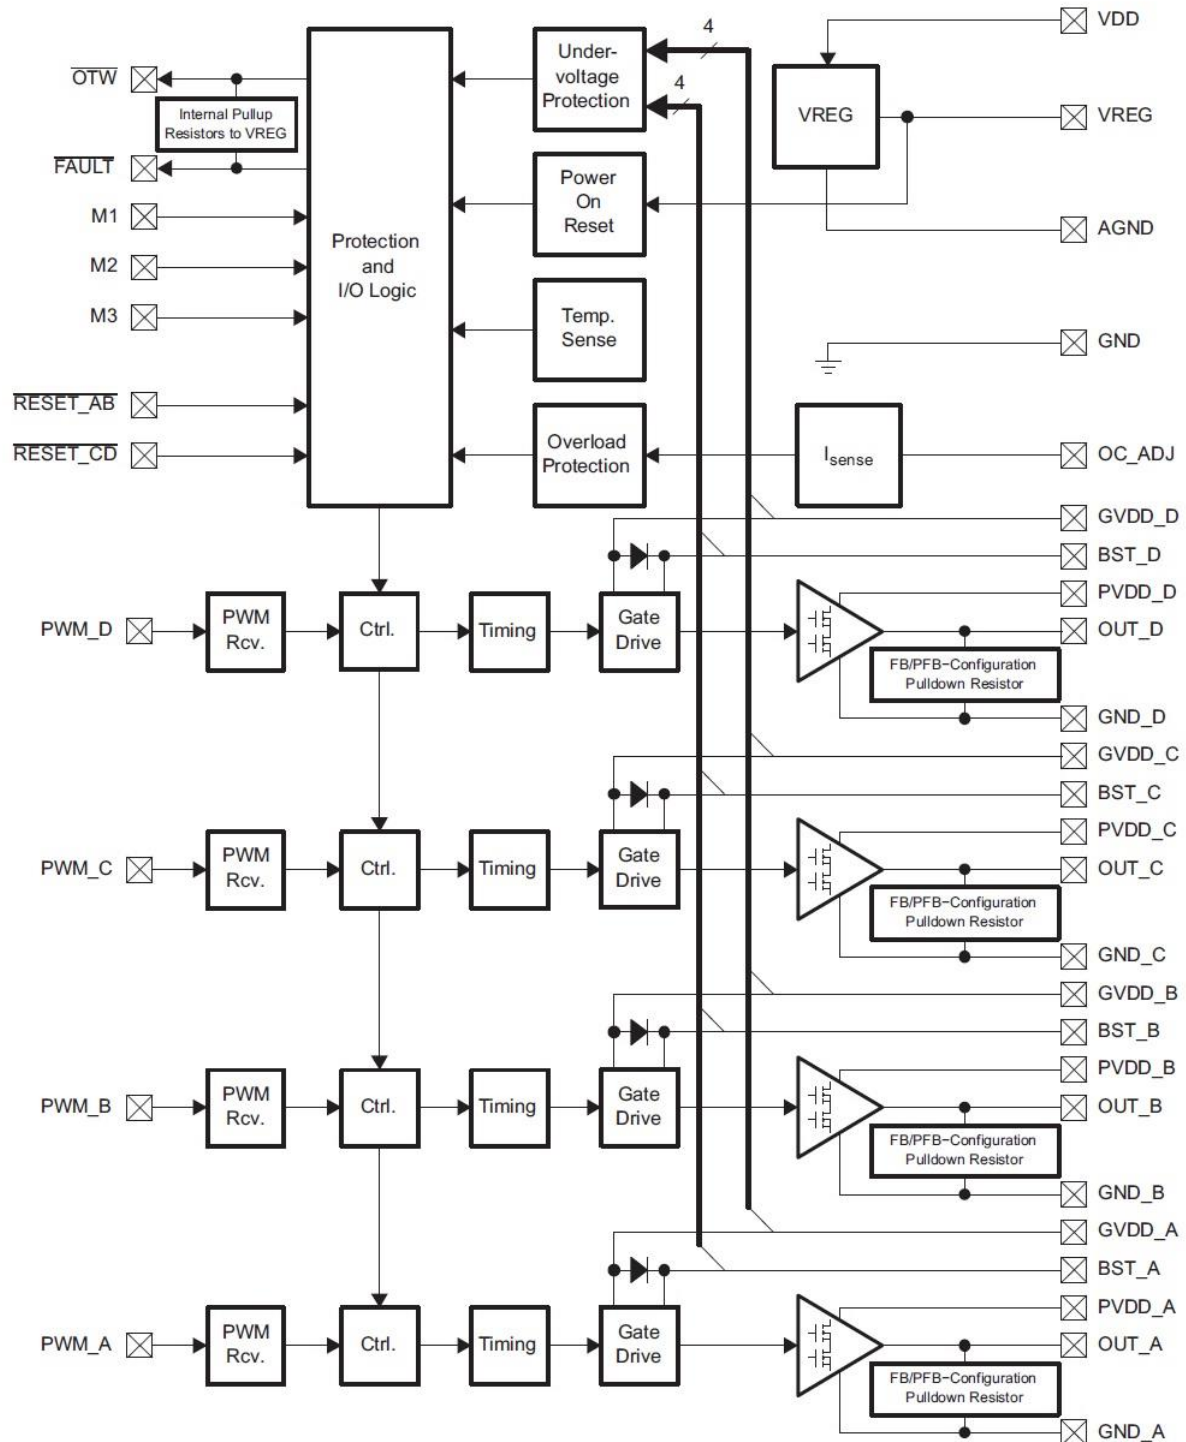 4
VDD
Under-
voltage
Protection
OTW
4
Internal Pullup
Resistors to VREG
VREG
VREG
FAULT
Power
On
Reset
M1
AGND
Protection
and
I/O Logic
M2
M3
Temp.
Sense
GND
RESET_AB
Overload
Protection
Isense
RESET_CD
OC_ADJ
GVDD_D
BST_D
PVDD_D
PWM_D
PWM
Rcv.
Ctrl.
Timing
Gate
Drive
OUT_D
FB/PFB−Configuration
Pulldown Resistor
GND_D
GVDD_C
BST_C
PVDD_C
PWM_C
PWM
Rcv.
Ctrl.
Timing
Gate
Drive
OUT_C
FB/PFB−Configuration
Pulldown Resistor
GND_C
GVDD_B
BST_B
PVDD_B
PWM_B
PWM
Rcv.
Ctrl.
Timing
Gate
Drive
OUT_B
FB/PFB−Configuration
Pulldown Resistor
GND_B
GVDD_A
BST_A
PVDD_A
PWM_A
PWM
Rcv.
Ctrl.
Timing
Gate
Drive
OUT_A
FB/PFB−Configuration
Pulldown Resistor
GND_A